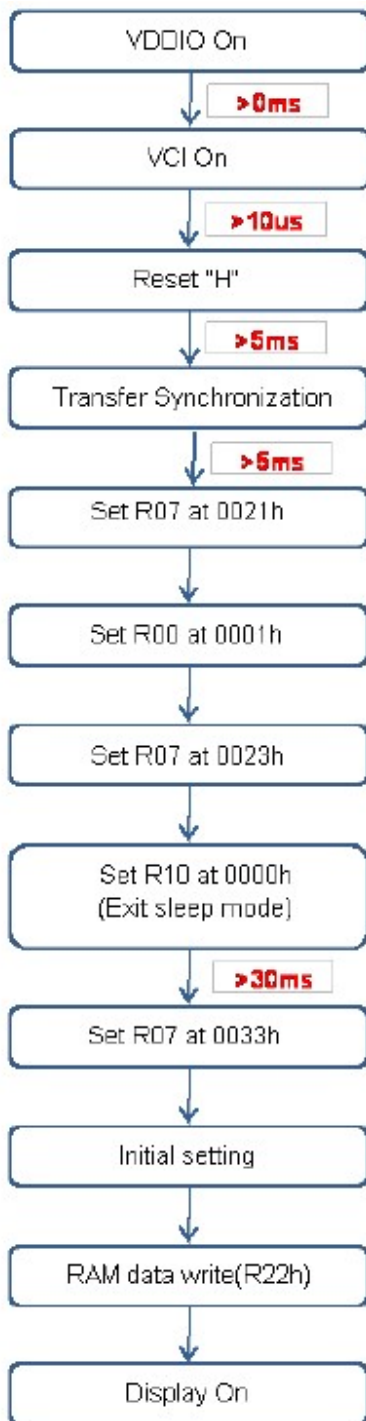 VDDIO On
>0ms
VCI On
>10us
Reset "H"
>5ms
Transfer Synchronization
>5ms
Set R07 at 0021h
Set R00 at 0001h
Set R07 at 0023h
Set R10 at 0000h
(Exit sleep mode)
>30ms
Set R07 at 0033h
Initial setting
RAM data write(R22h)
Display On